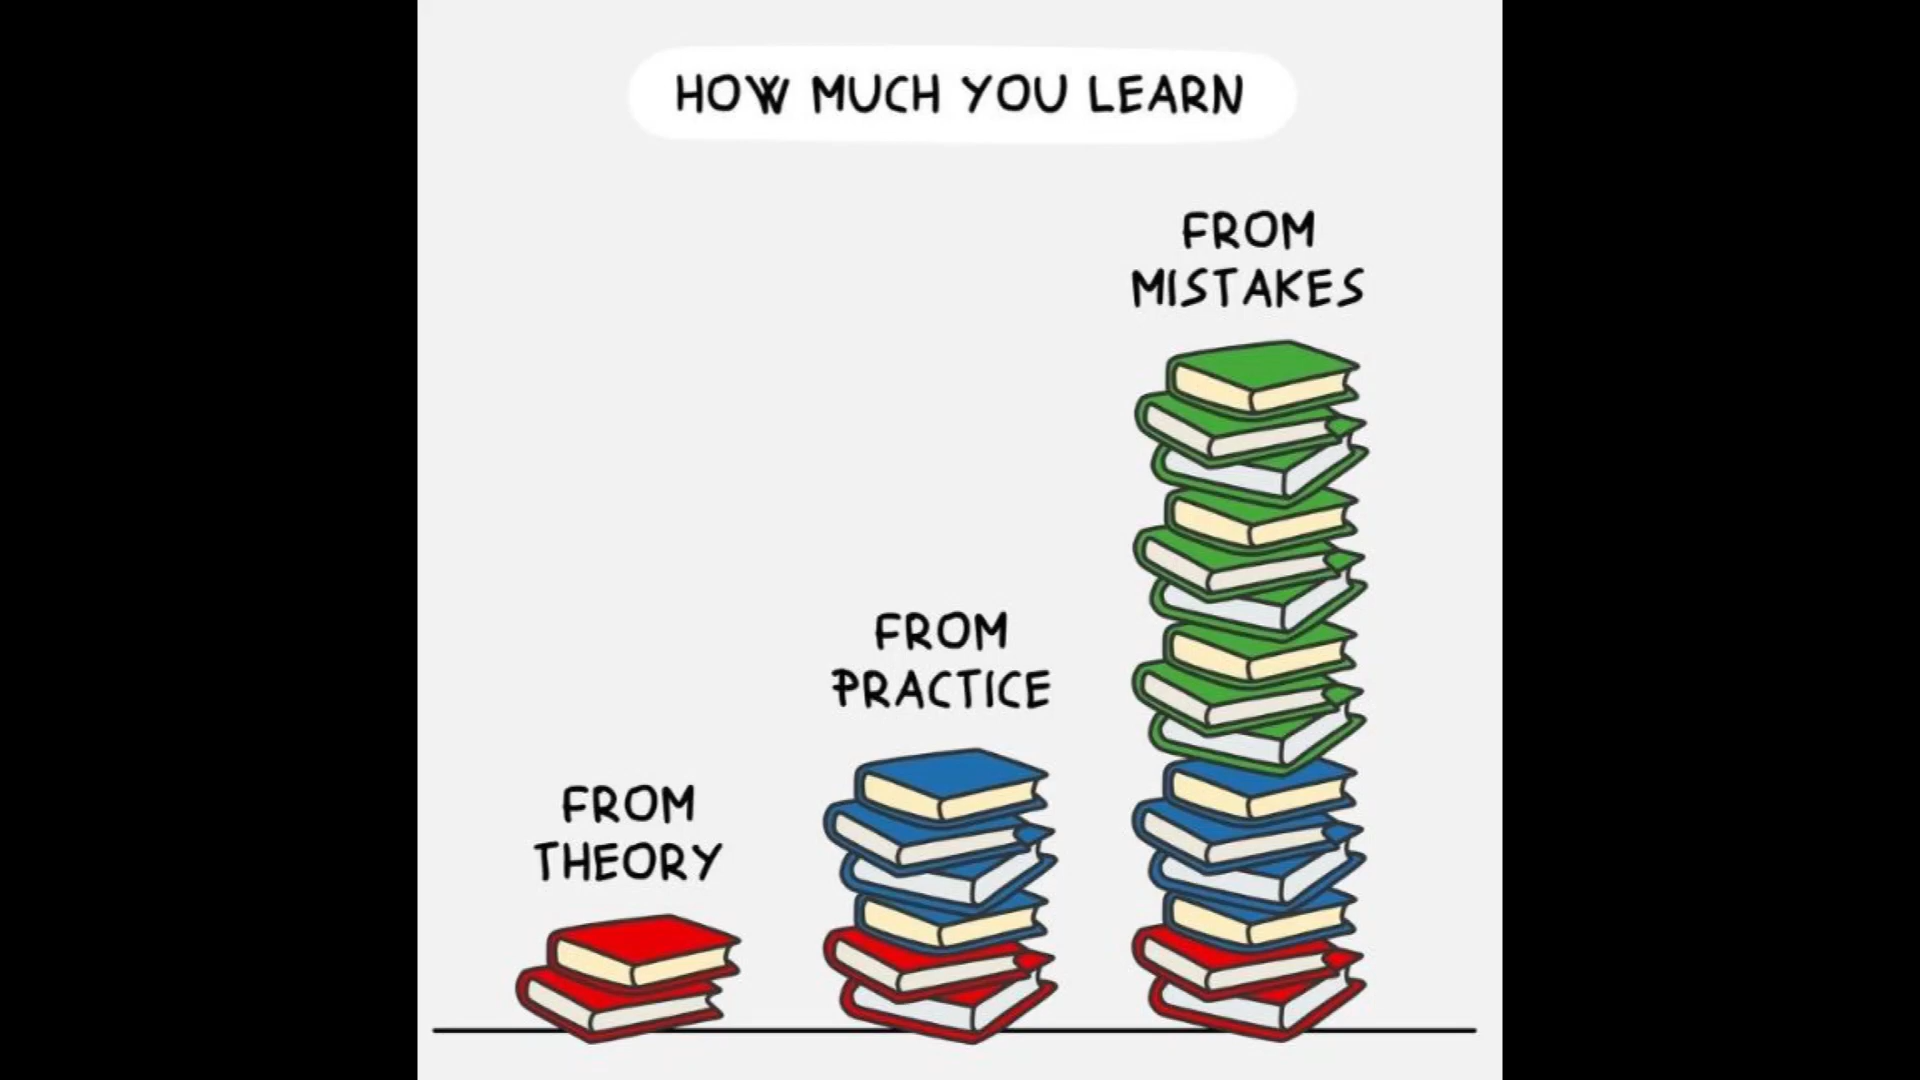 HOW MUCH YOU LEARN
FROM
THEORY
FROM
PRACTICE
FROM
MISTAKES